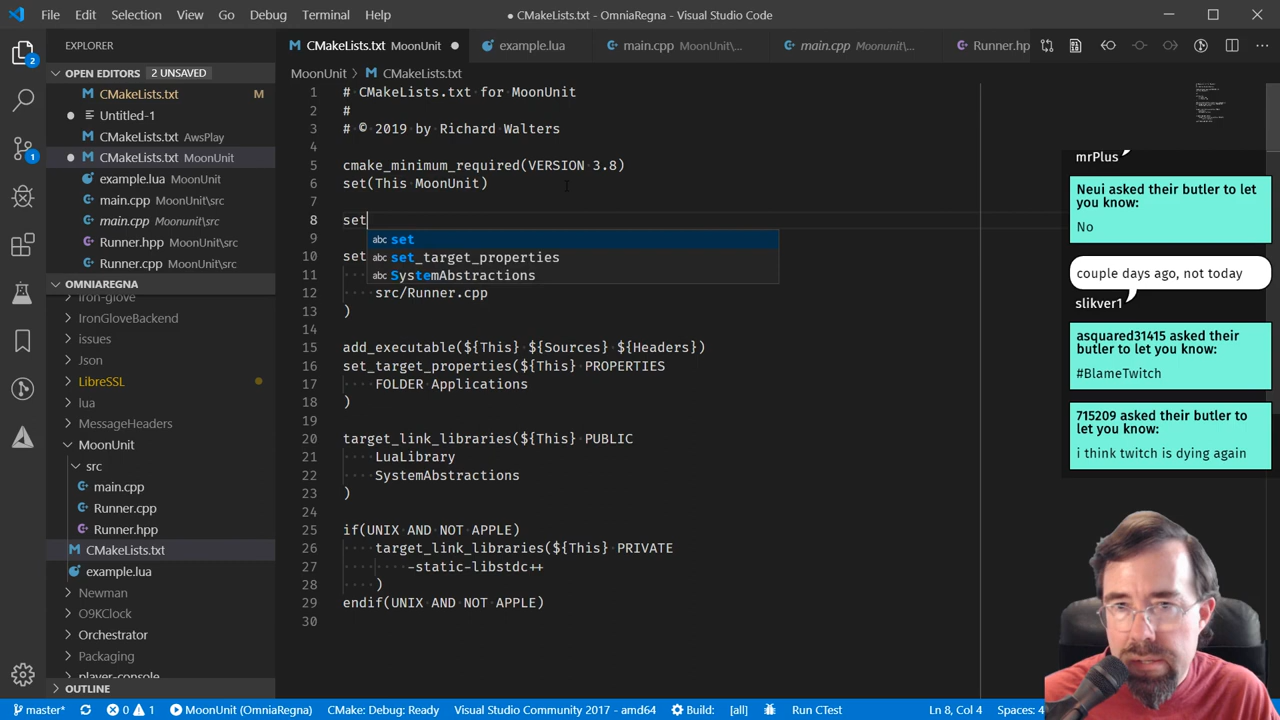 File Edit Selection View Go Debug Terminal Help
● CMakeLists.txt - OmniaRegna - Visual Studio Code
EXPLORER
CMakeLists.txt MoonUnit ●
example.lua
main.cpp MoonUnit\...
main.cpp Moonunit\...
Runner.hp
OPEN EDITORS 2 UNSAVED
CMakeLists.txt M
Untitled-1
CMakeLists.txt AwsPlay
CMakeLists.txt MoonUnit
example.lua MoonUnit
main.cpp MoonUnit\src
main.cpp Moonunit\src
Runner.hpp MoonUnit\src
Runner.cpp MoonUnit\src
OMNIAREGNA
iron-glove
IronGloveBackend
issues
Json
LibreSSL
lua
MessageHeaders
MoonUnit
src
main.cpp
Runner.cpp
Runner.hpp
CMakeLists.txt
example.lua
Newman
O9KClock
Orchestrator
Packaging
player-console
OUTLINE
2
1
MoonUnit > CMakeLists.txt
1 # CMakeLists.txt for MoonUnit
2 #
3 # © 2019 by Richard Walters
4
5 cmake_minimum_required(VERSION 3.8)
6 set(This MoonUnit)
7
8 set
9
10 set
11
12 src/Runner.cpp
13 )
14
15 add_executable(${This} ${Sources} ${Headers})
16 set_target_properties(${This} PROPERTIES
17 FOLDER Applications
18 )
19
20 target_link_libraries(${This} PUBLIC
21 LuaLibrary
22 SystemAbstractions
23 )
24
25 if(UNIX AND NOT APPLE)
26 target_link_libraries(${This} PRIVATE
27 -static-libstdc++
28 )
29 endif(UNIX AND NOT APPLE)
30
abc set
abc set_target_properties
abc SystemAbstractions
mrPlus
Neui asked their butler to let
you know:
No
couple days ago, not today
slikver1
asquared31415 asked their
butler to let you know:
#BlameTwitch
715209 asked their butler to
let you know:
i think twitch is dying again
master* 0 1 MoonUnit (OmniaRegna) CMake: Debug: Ready Visual Studio Community 2017 - amd64 Build: [all] Run CTest Ln 8, Col 4 Spaces: 4